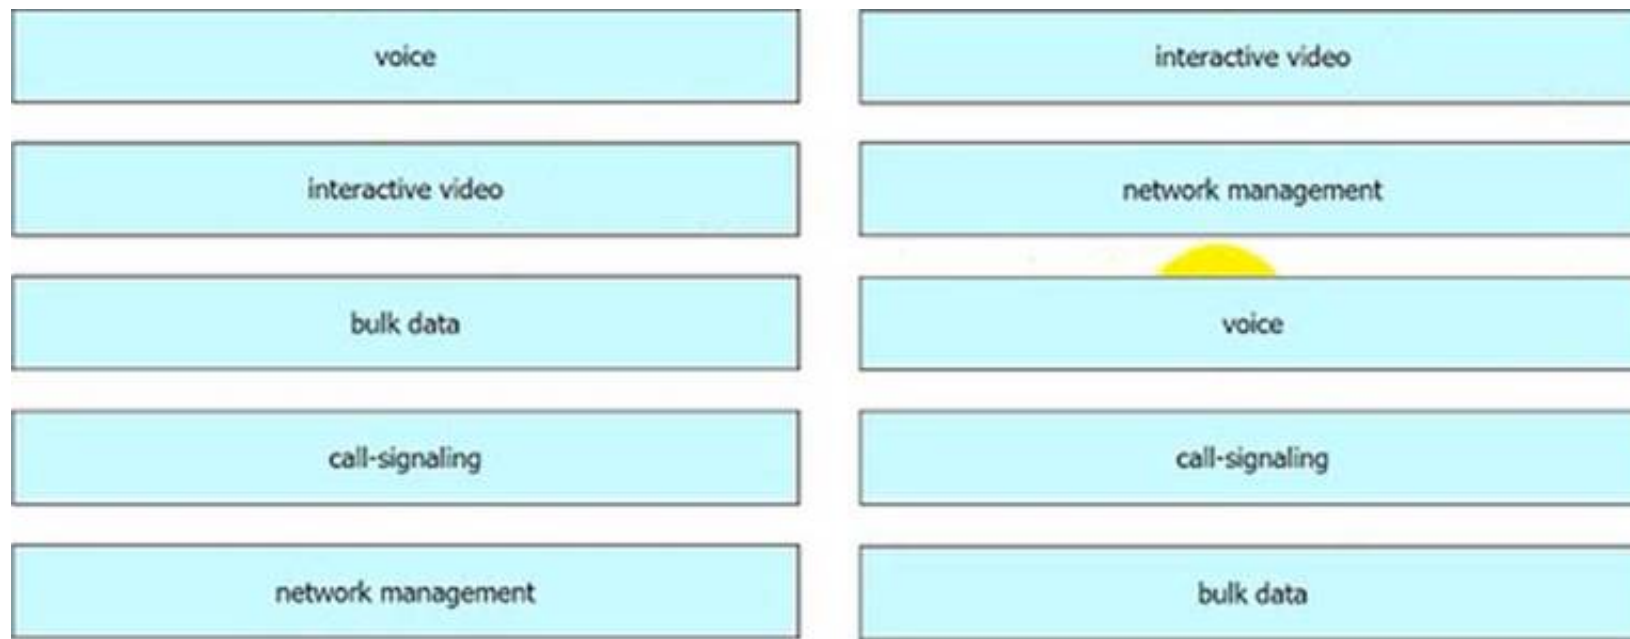 voice
interactive video
bulk data
call-signaling
network management
interactive video
network management
voice
call-signaling
bulk data